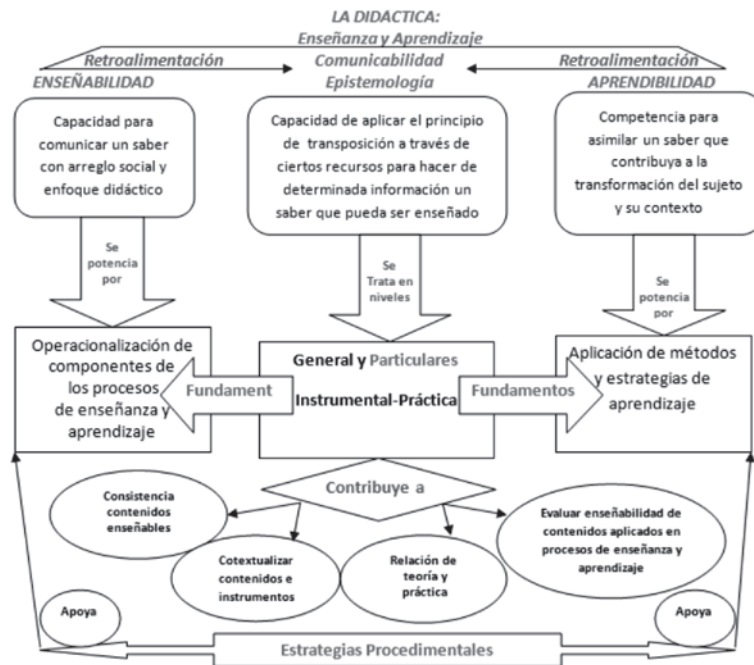 LA DIDÁCTICA:
Enseñanza y Aprendizaje
Retroalimentación
Comunicabilidad
Retroalimentación
ENSEÑABILIDAD
Epistemología
APRENDIBILIDAD
Capacidad para
comunicar un saber
con arreglo social y
enfoque didáctico
Capacidad de aplicar el principio
de transposición a través de
ciertos recursos para hacer de
determinada información un
saber que pueda ser enseñado
Competencia para
asimilar un saber que
contribuya a la
transformación del sujeto
y su contexto
Se
potencia
por
Se
Trata en
niveles
Se
potencia
por
Operacionalización de
componentes de
los procesos
de enseñanza y
aprendizaje
Fundament
General y Particulares
Instrumental-Práctica
Fundamentos
Aplicación de métodos
y estrategias de
aprendizaje
Contribuye a
Consistencia
contenidos
enseñables
Cotextualizar
contenidos e
instrumentos
Relación de
teoría y
práctica
Evaluar enseñabilidad de
contenidos aplicados en
procesos de enseñanza y
aprendizaje
Apoya
Apoya
Estrategias Procedimentales